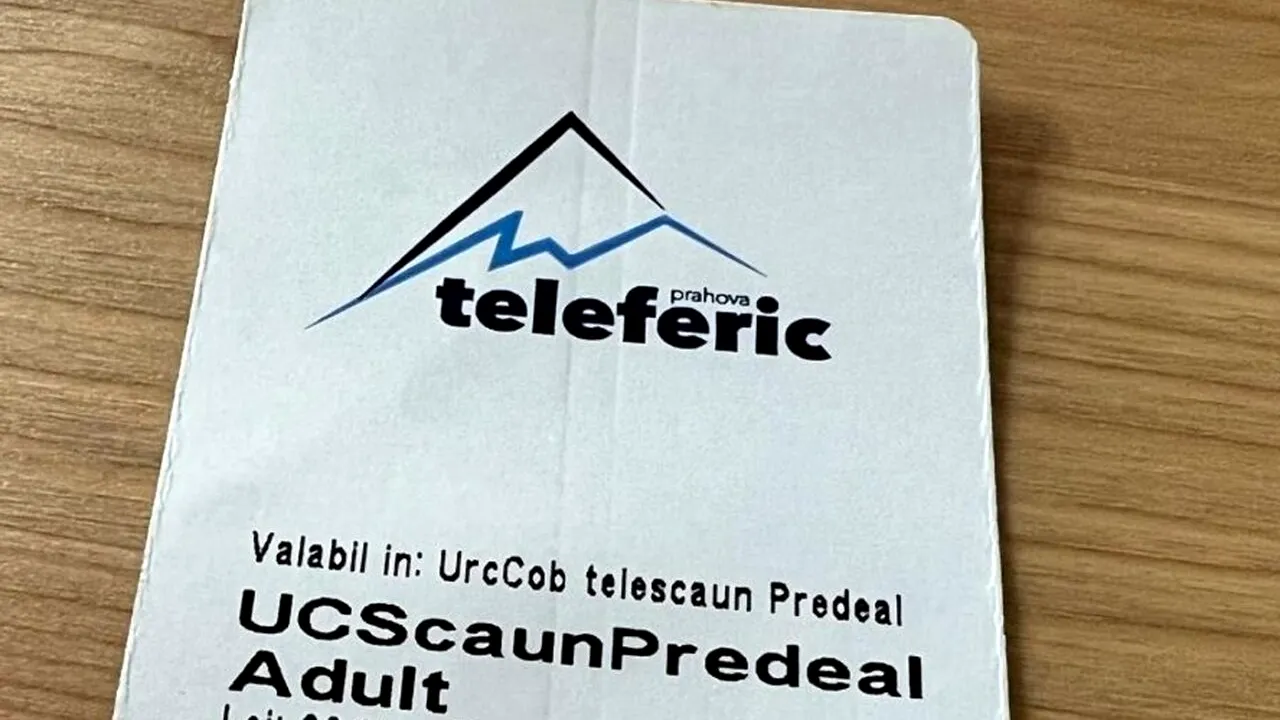 prahova
teleferic
Valabil in: UrcCob telescaun Predeal
UCScaunPredeal
Adult